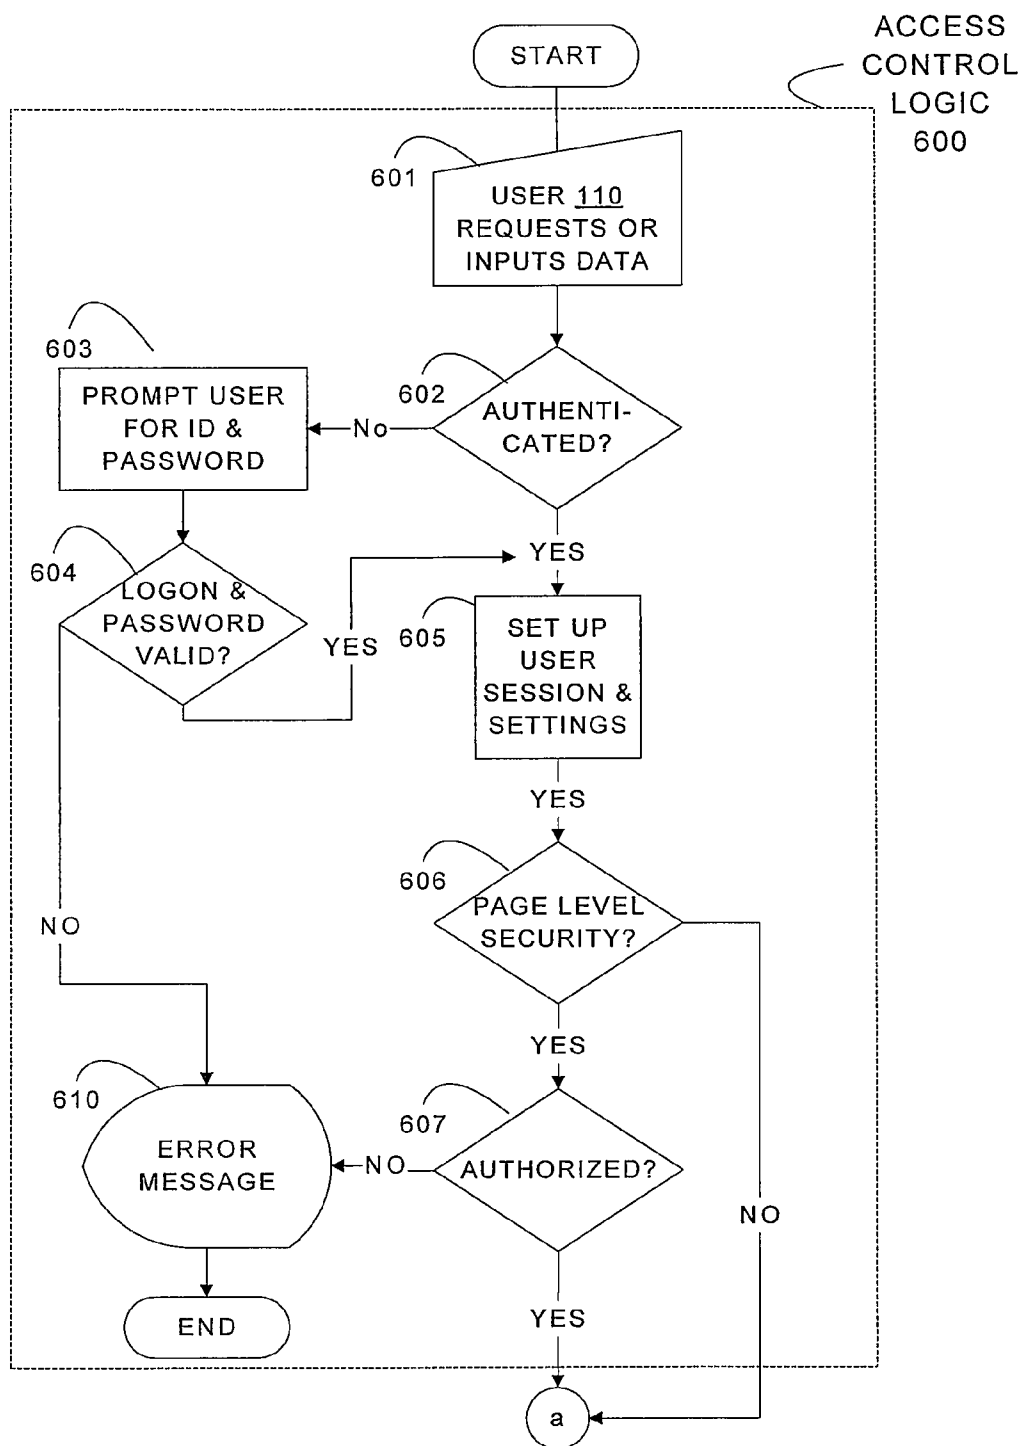 START
ACCESS
CONTROL
LOGIC
600
601
USER 110
REQUESTS OR
INPUTS DATA
602
AUTHENTI-
CATED?
No
603
PROMPT USER
FOR ID &
PASSWORD
604
LOGON &
PASSWORD
VALID?
YES
YES
605
SET UP
USER
SESSION &
SETTINGS
YES
606
PAGE LEVEL
SECURITY?
NO
YES
NO
607
AUTHORIZED?
NO
610
ERROR
MESSAGE
END
YES
a